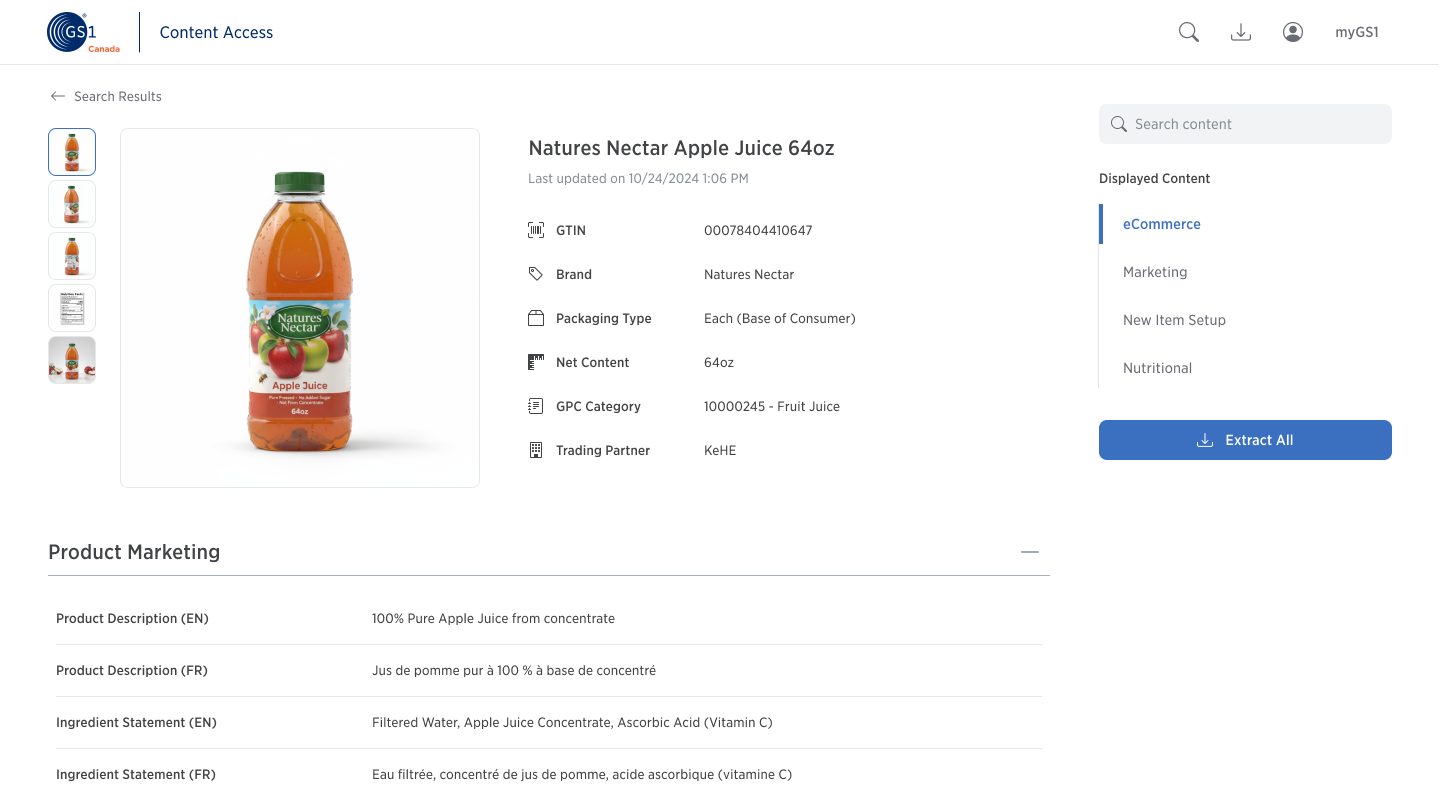 GS1
Canada
Content Access
myGS1
Search Results
Natures Nectar Apple Juice 64oz
Last updated on 10/24/2024 1:06 PM
GTIN 00078404410647
Brand Natures Nectar
Packaging Type Each (Base of Consumer)
Net Content 64oz
GPC Category 10000245 - Fruit Juice
Trading Partner KeHE
Natures
Nectar
Apple Juice
Pure Pressed - No Added Sugar
- Not From Concentrate
64oz
Search content
Displayed Content
eCommerce
Marketing
New Item Setup
Nutritional
Extract All
Product Marketing
Product Description (EN) 100% Pure Apple Juice from concentrate
Product Description (FR) Jus de pomme pur à 100 % à base de concentré
Ingredient Statement (EN) Filtered Water, Apple Juice Concentrate, Ascorbic Acid (Vitamin C)
Ingredient Statement (FR) Eau filtrée, concentré de jus de pomme, acide ascorbique (vitamine C)